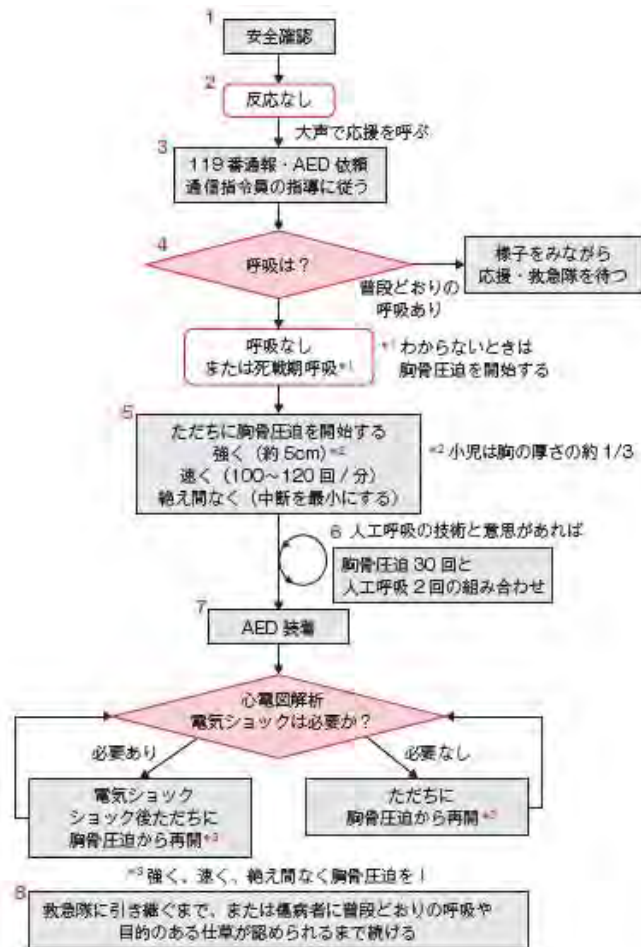 1
安全確認
2
反応なし
大声で応援を呼ぶ
3
119番通報・AED依頼
通信指令員の指導に従う
4
呼吸は?
様子をみながら
応援・救急隊を待つ
普段どおりの
呼吸あり
呼吸なし
または死戦期呼吸*1
*1 わからないときは
胸骨圧迫を開始する
5
ただちに胸骨圧迫を開始する
強く(約5cm)*2
速く(100〜120回/分)
絶え間なく(中断を最小にする)
*2 小児は胸の厚さの約1/3
6 人工呼吸の技術と意思があれば
胸骨圧迫30回と
人工呼吸2回の組み合わせ
7
AED装着
心電図解析
電気ショックは必要か?
必要あり
必要なし
電気ショック
ショック後ただちに
胸骨圧迫から再開*3
ただちに
胸骨圧迫から再開*3
*3 強く、速く、絶え間なく胸骨圧迫を!
8
救急隊に引き継ぐまで、または傷病者に普段どおりの呼吸や
目的のある仕草が認められるまで続ける